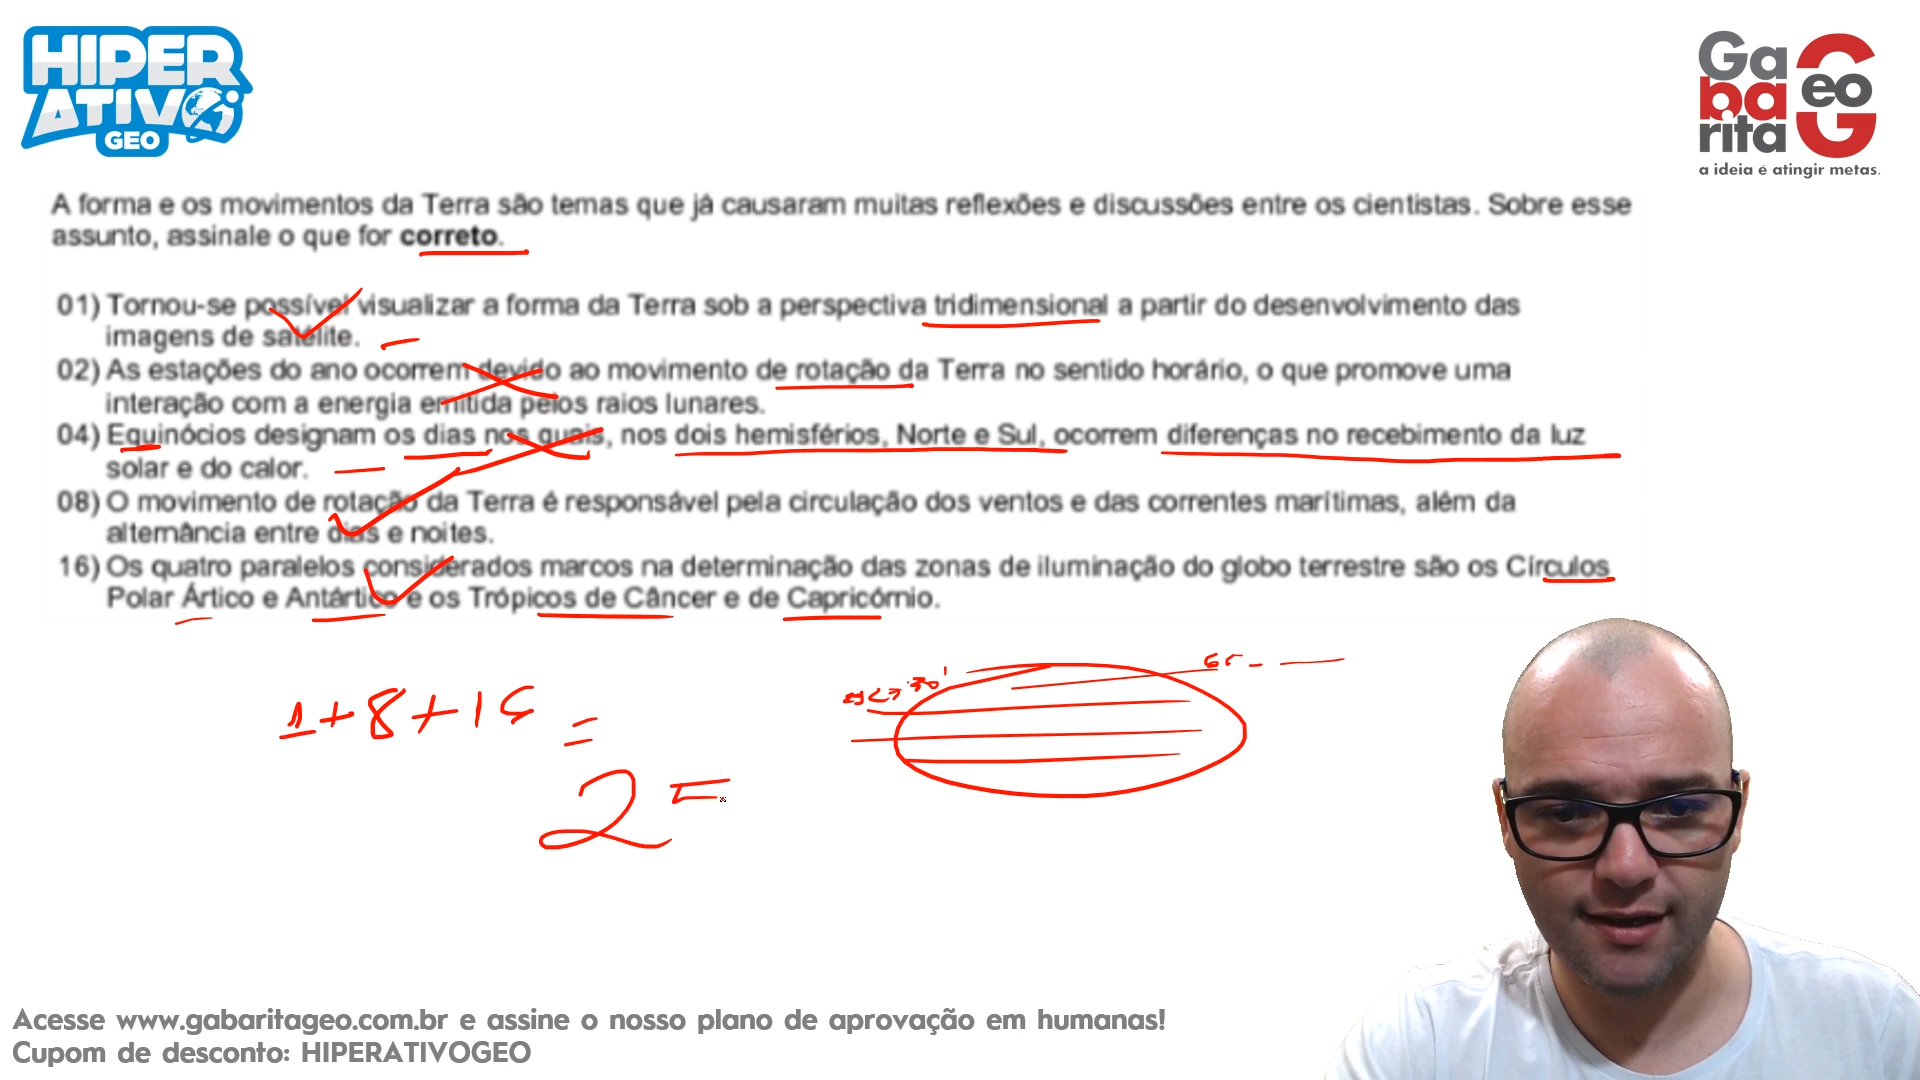 HIPER
ATIVO
GEO
Ga
ba
rita
Geo
a ideia é atingir metas.
A forma e os movimentos da Terra são temas que já causaram muitas reflexões e discussões entre os cientistas. Sobre esse
assunto, assinale o que for correto.
01) Tornou-se possível visualizar a forma da Terra sob a perspectiva tridimensional a partir do desenvolvimento das
imagens de satélite.
02) As estações do ano ocorrem devido ao movimento de rotação da Terra no sentido horário, o que promove uma
interação com a energia emitida pelos raios lunares.
04) Equinócios designam os dias nos quais, nos dois hemisférios, Norte e Sul, ocorrem diferenças no recebimento da luz
solar e do calor.
08) O movimento de rotação da Terra é responsável pela circulação dos ventos e das correntes marítimas, além da
alternância entre dias e noites.
16) Os quatro paralelos considerados marcos na determinação das zonas de iluminação do globo terrestre são os Círculos
Polar Ártico e Antártico e os Trópicos de Câncer e de Capricórnio.
1+8+16 =
2
Acesse www.gabaritageo.com.br e assine o nosso plano de aprovação em humanas!
Cupom de desconto: HIPERATIVOGEO